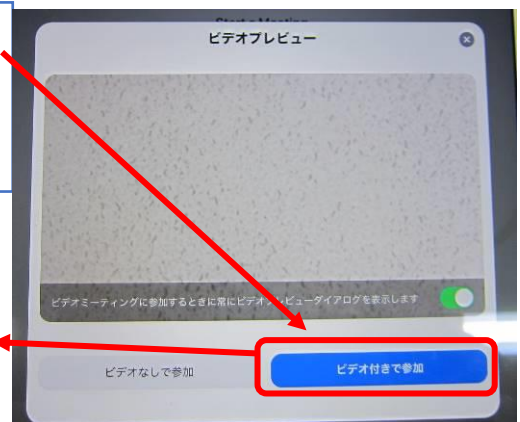 Start a Meeting
ビデオプレビュー
ビデオミーティングに参加するときに常にビデオプレビューダイアログを表示します
ビデオなしで参加
ビデオ付きで参加